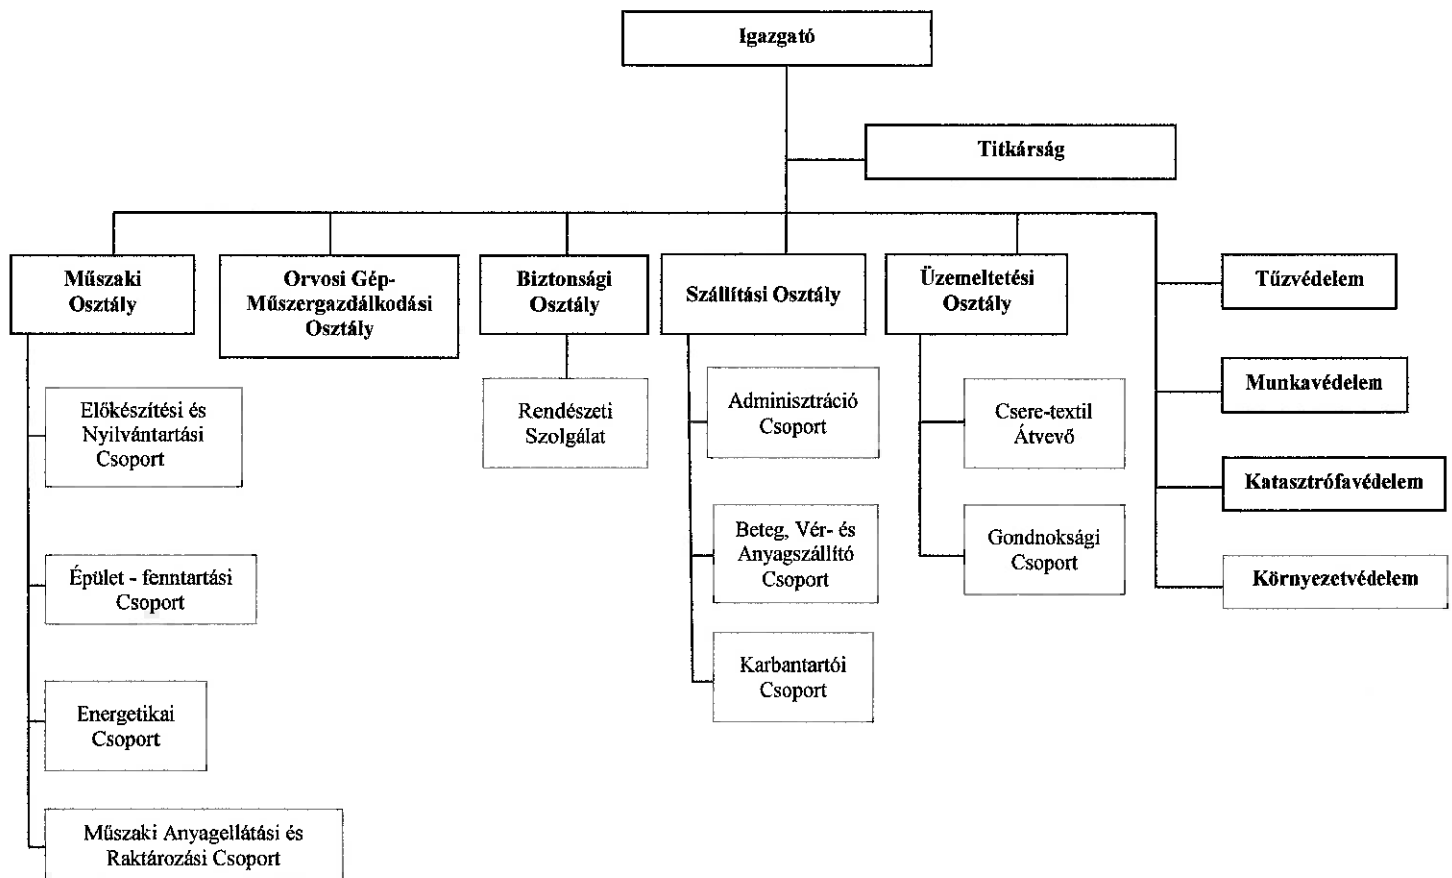 Igazgató
Titkárság
Műszaki
Osztály
Orvosi Gép-
Műszergazdálkodási
Osztály
Biztonsági
Osztály
Szállítási Osztály
Üzemeltetési
Osztály
Tűzvédelem
Munkavédelem
Katasztrófavédelem
Környezetvédelem
Előkészítési és
Nyilvántartási
Csoport
Épület - fenntartási
Csoport
Energetikai
Csoport
Műszaki Anyagellátási és
Raktározási Csoport
Rendészeti
Szolgálat
Adminisztráció
Csoport
Beteg, Vér- és
Anyagszállító
Csoport
Karbantartói
Csoport
Csere-textil
Átvevő
Gondnoksági
Csoport